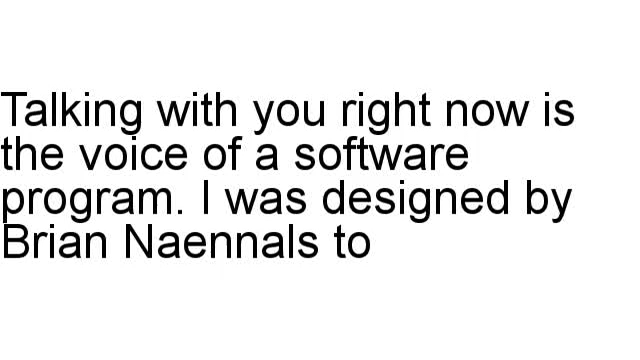 Talking with you right now is
the voice of a software
program. I was designed by
Brian Naennals to